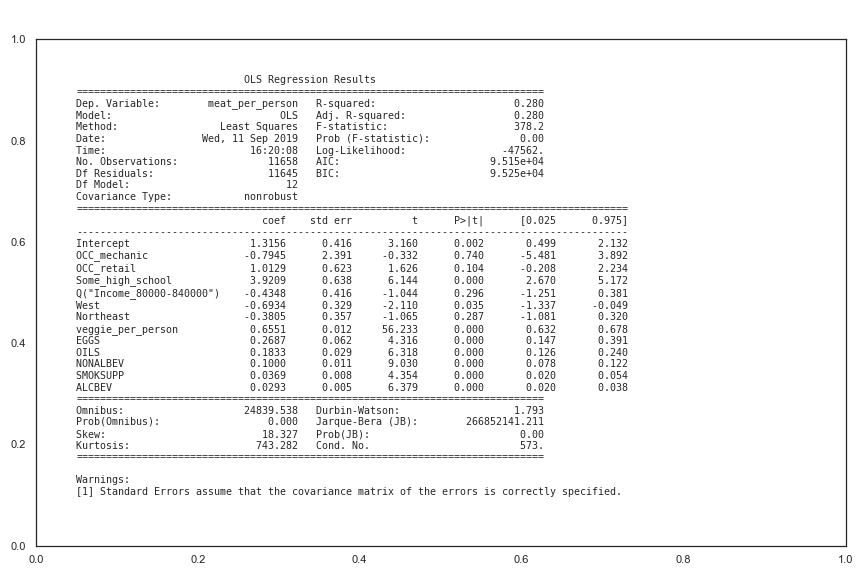 1.0
0.8
0.6
0.4
0.2
0.0
OLS Regression Results
==============================================================================
Dep. Variable:        meat_per_person   R-squared:                       0.280
Model:                            OLS   Adj. R-squared:                  0.280
Method:                 Least Squares   F-statistic:                     378.2
Date:                Wed, 11 Sep 2019   Prob (F-statistic):               0.00
Time:                        16:20:08   Log-Likelihood:                -47562.
No. Observations:               11658   AIC:                         9.515e+04
Df Residuals:                   11645   BIC:                         9.525e+04
Df Model:                          12
Covariance Type:            nonrobust
============================================================================================
                               coef    std err          t      P>|t|      [0.025      0.975]
--------------------------------------------------------------------------------------------
Intercept                    1.3156      0.416      3.160      0.002       0.499       2.132
OCC_mechanic                -0.7945      2.391     -0.332      0.740      -5.481       3.892
OCC_retail                   1.0129      0.623      1.626      0.104      -0.208       2.234
Some_high_school             3.9209      0.638      6.144      0.000       2.670       5.172
Q("Income_80000-840000")    -0.4348      0.416     -1.044      0.296      -1.251       0.381
West                        -0.6934      0.329     -2.110      0.035      -1.337      -0.049
Northeast                   -0.3805      0.357     -1.065      0.287      -1.081       0.320
veggie_per_person            0.6551      0.012     56.233      0.000       0.632       0.678
EGGS                         0.2687      0.062      4.316      0.000       0.147       0.391
OILS                         0.1833      0.029      6.318      0.000       0.126       0.240
NONALBEV                     0.1000      0.011      9.030      0.000       0.078       0.122
SMOKSUPP                     0.0369      0.008      4.354      0.000       0.020       0.054
ALCBEV                       0.0293      0.005      6.379      0.000       0.020       0.038
==============================================================================
Omnibus:                    24839.538   Durbin-Watson:                   1.793
Prob(Omnibus):                  0.000   Jarque-Bera (JB):        266852141.211
Skew:                          18.327   Prob(JB):                         0.00
Kurtosis:                     743.282   Cond. No.                         573.
==============================================================================
Warnings:
[1] Standard Errors assume that the covariance matrix of the errors is correctly specified.
0.0 0.2 0.4 0.6 0.8 1.0